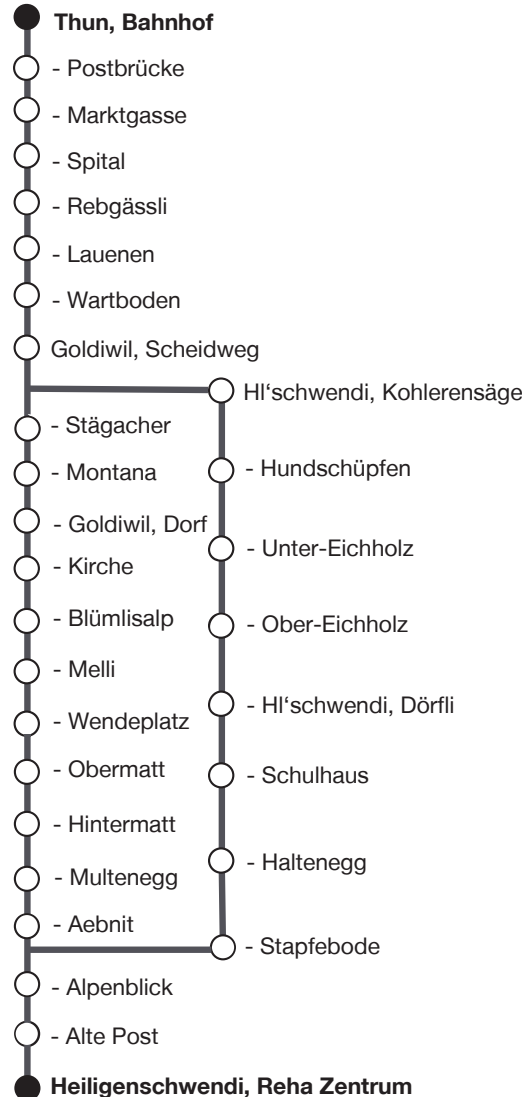 Thun, Bahnhof
- Postbrücke
- Marktgasse
- Spital
- Rebgässli
- Lauenen
- Wartboden
Goldiwil, Scheidweg
- Stägacher
- Montana
- Goldiwil, Dorf
- Kirche
- Blümlisalp
- Melli
- Wendeplatz
- Obermatt
- Hintermatt
- Multenegg
- Aebnit
Hl‘schwendi, Kohlerensäge
- Hundschüpfen
- Unter-Eichholz
- Ober-Eichholz
- Hl‘schwendi, Dörfli
- Schulhaus
- Haltenegg
- Stapfebode
- Alpenblick
- Alte Post
Heiligenschwendi, Reha Zentrum